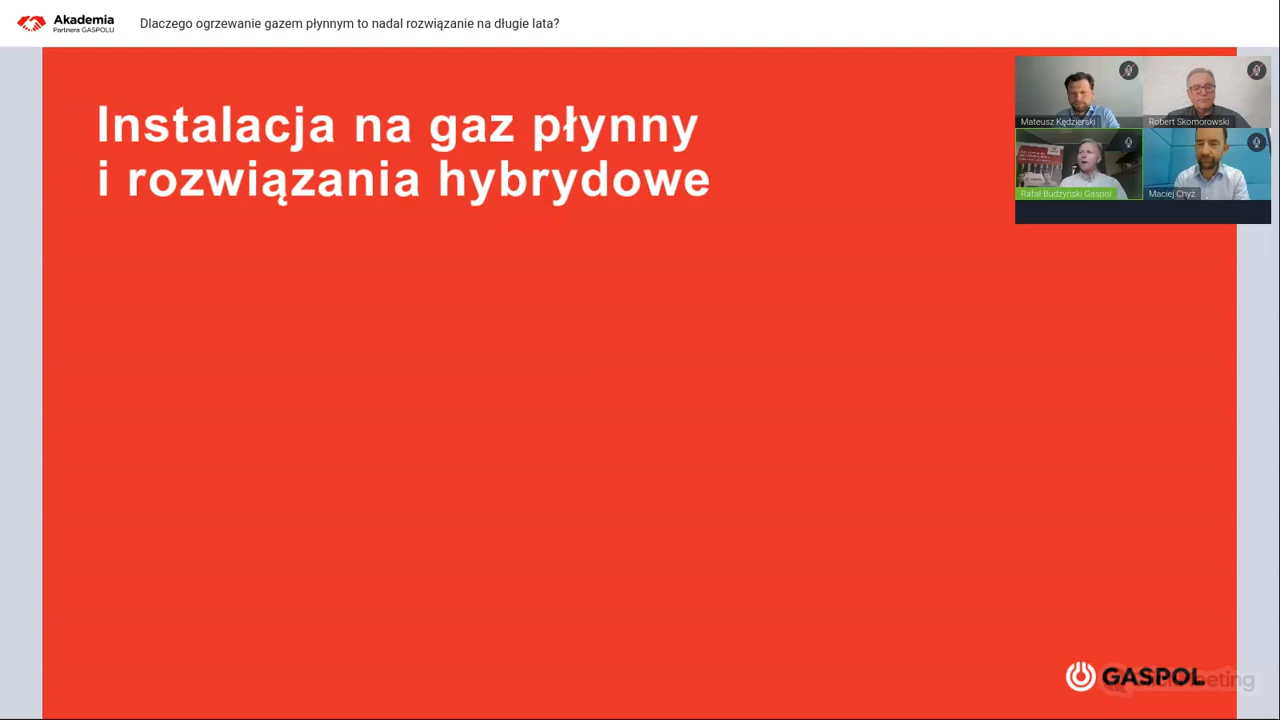 Akademia
Partnera GASPOLU
Dlaczego ogrzewanie gazem płynnym to nadal rozwiązanie na długie lata?
Instalacja na gaz płynny
i rozwiązania hybrydowe
Mateusz Kędzierski
Robert Skomorowski
Rafał Budzyński Gaspol
Maciej Chyż
GASPOL